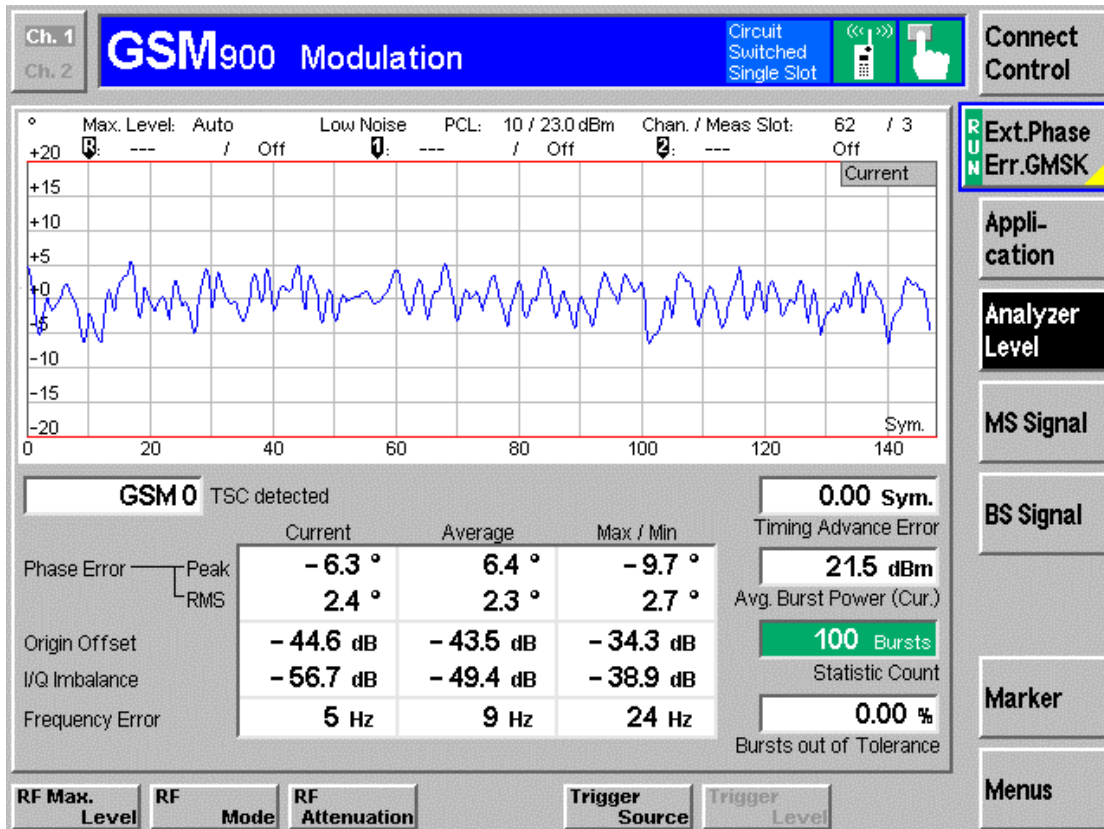 Ch. 1
Ch. 2
GSM900 Modulation
Circuit
Switched
Single Slot
Connect
Control
° Max. Level: Auto Low Noise PCL: 10 / 23.0 dBm Chan. / Meas Slot: 62 / 3
R: --- / Off 1: --- / Off 2: --- Off
Current
+20
+15
+10
+5
+0
-5
-10
-15
-20
Sym.
0 20 40 60 80 100 120 140
RUN
Ext.Phase
Err.GMSK
Appli-
cation
Analyzer
Level
MS Signal
BS Signal
Marker
Menus
GSM 0 TSC detected
Current Average Max / Min
Phase Error Peak -6.3 ° 6.4 ° -9.7 °
RMS 2.4 ° 2.3 ° 2.7 °
Origin Offset -44.6 dB -43.5 dB -34.3 dB
I/Q Imbalance -56.7 dB -49.4 dB -38.9 dB
Frequency Error 5 Hz 9 Hz 24 Hz
0.00 Sym.
Timing Advance Error
21.5 dBm
Avg. Burst Power (Cur.)
100 Bursts
Statistic Count
0.00 %
Bursts out of Tolerance
RF Max.
Level
RF
Mode
RF
Attenuation
Trigger
Source
Trigger
Level